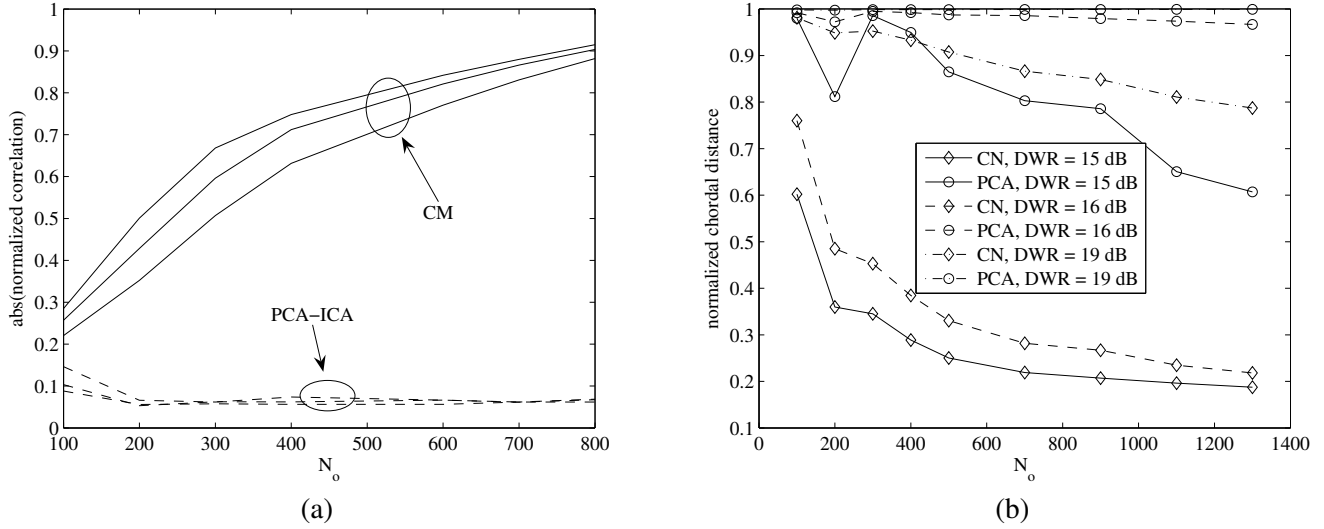 1
0.9
0.8
0.7
0.6
0.5
0.4
0.3
0.2
0.1
0
abs(normalized correlation)
CM
PCA–ICA
100 200 300 400 500 600 700 800
N_o
(a)
1
0.9
0.8
0.7
0.6
0.5
0.4
0.3
0.2
0.1
normalized chordal distance
CN, DWR = 15 dB
PCA, DWR = 15 dB
CN, DWR = 16 dB
PCA, DWR = 16 dB
CN, DWR = 19 dB
PCA, DWR = 19 dB
0 200 400 600 800 1000 1200 1400
N_o
(b)